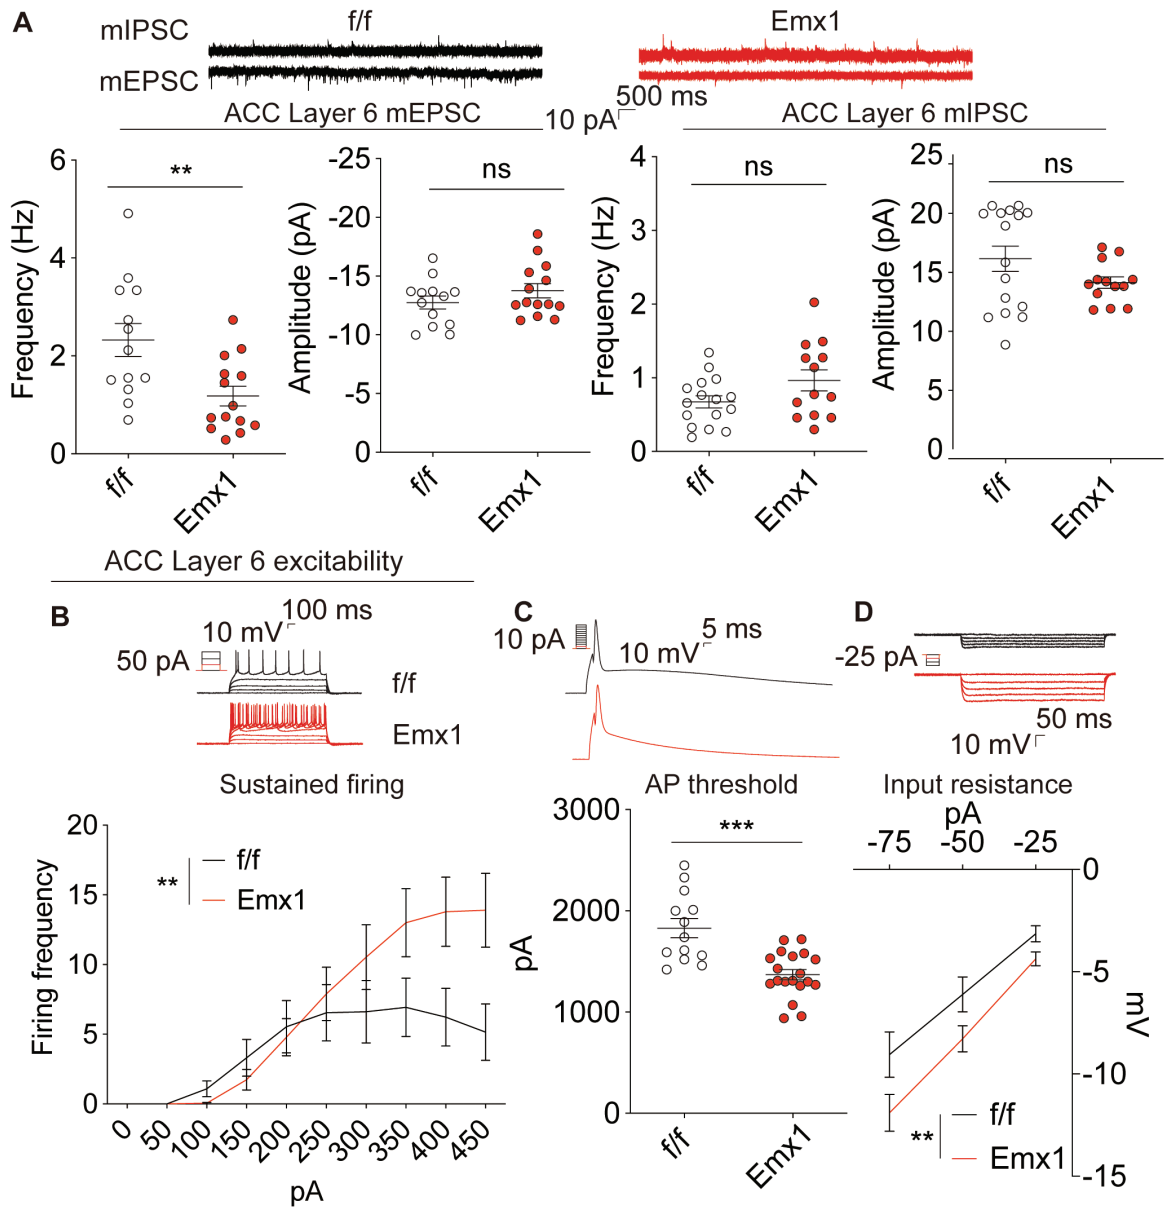 A
f/f
Emx1
mIPSC
mEPSC
500 ms
10 pA
ACC Layer 6 mEPSC
ACC Layer 6 mIPSC
Frequency (Hz)
6
4
2
0
**
f/f
Emx1
Amplitude (pA)
-25
-20
-15
-10
-5
0
ns
f/f
Emx1
Frequency (Hz)
4
3
2
1
0
ns
f/f
Emx1
Amplitude (pA)
25
20
15
10
5
0
ns
f/f
Emx1
ACC Layer 6 excitability
B
100 ms
10 mV
50 pA
f/f
Emx1
Sustained firing
Firing frequency
20
15
10
5
0
**
f/f
Emx1
0
50
100
150
200
250
300
350
400
450
pA
C
10 pA
5 ms
10 mV
AP threshold
pA
3000
2000
1000
0
***
f/f
Emx1
D
-25 pA
50 ms
10 mV
Input resistance
pA
-75
-50
-25
0
-5
-10
-15
mV
**
f/f
Emx1